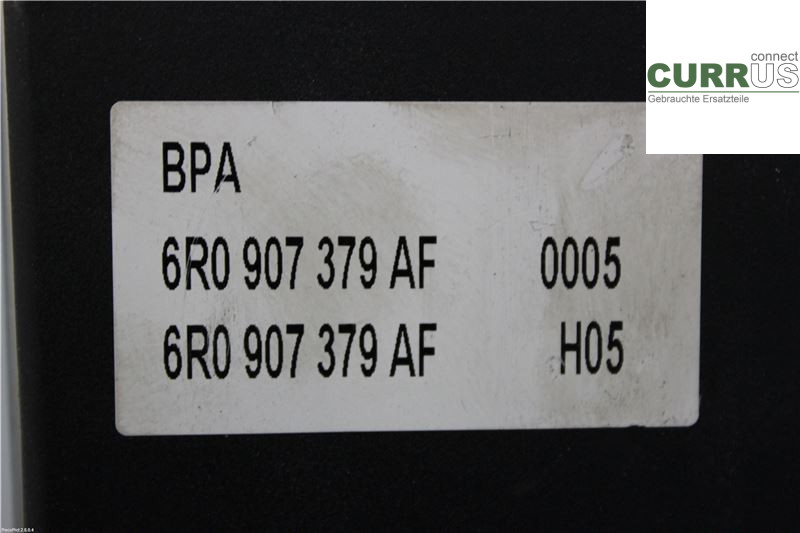 connect
CURRUS
Gebrauchte Ersatzteile
BPA
6R0 907 379 AF 0005
6R0 907 379 AF H05